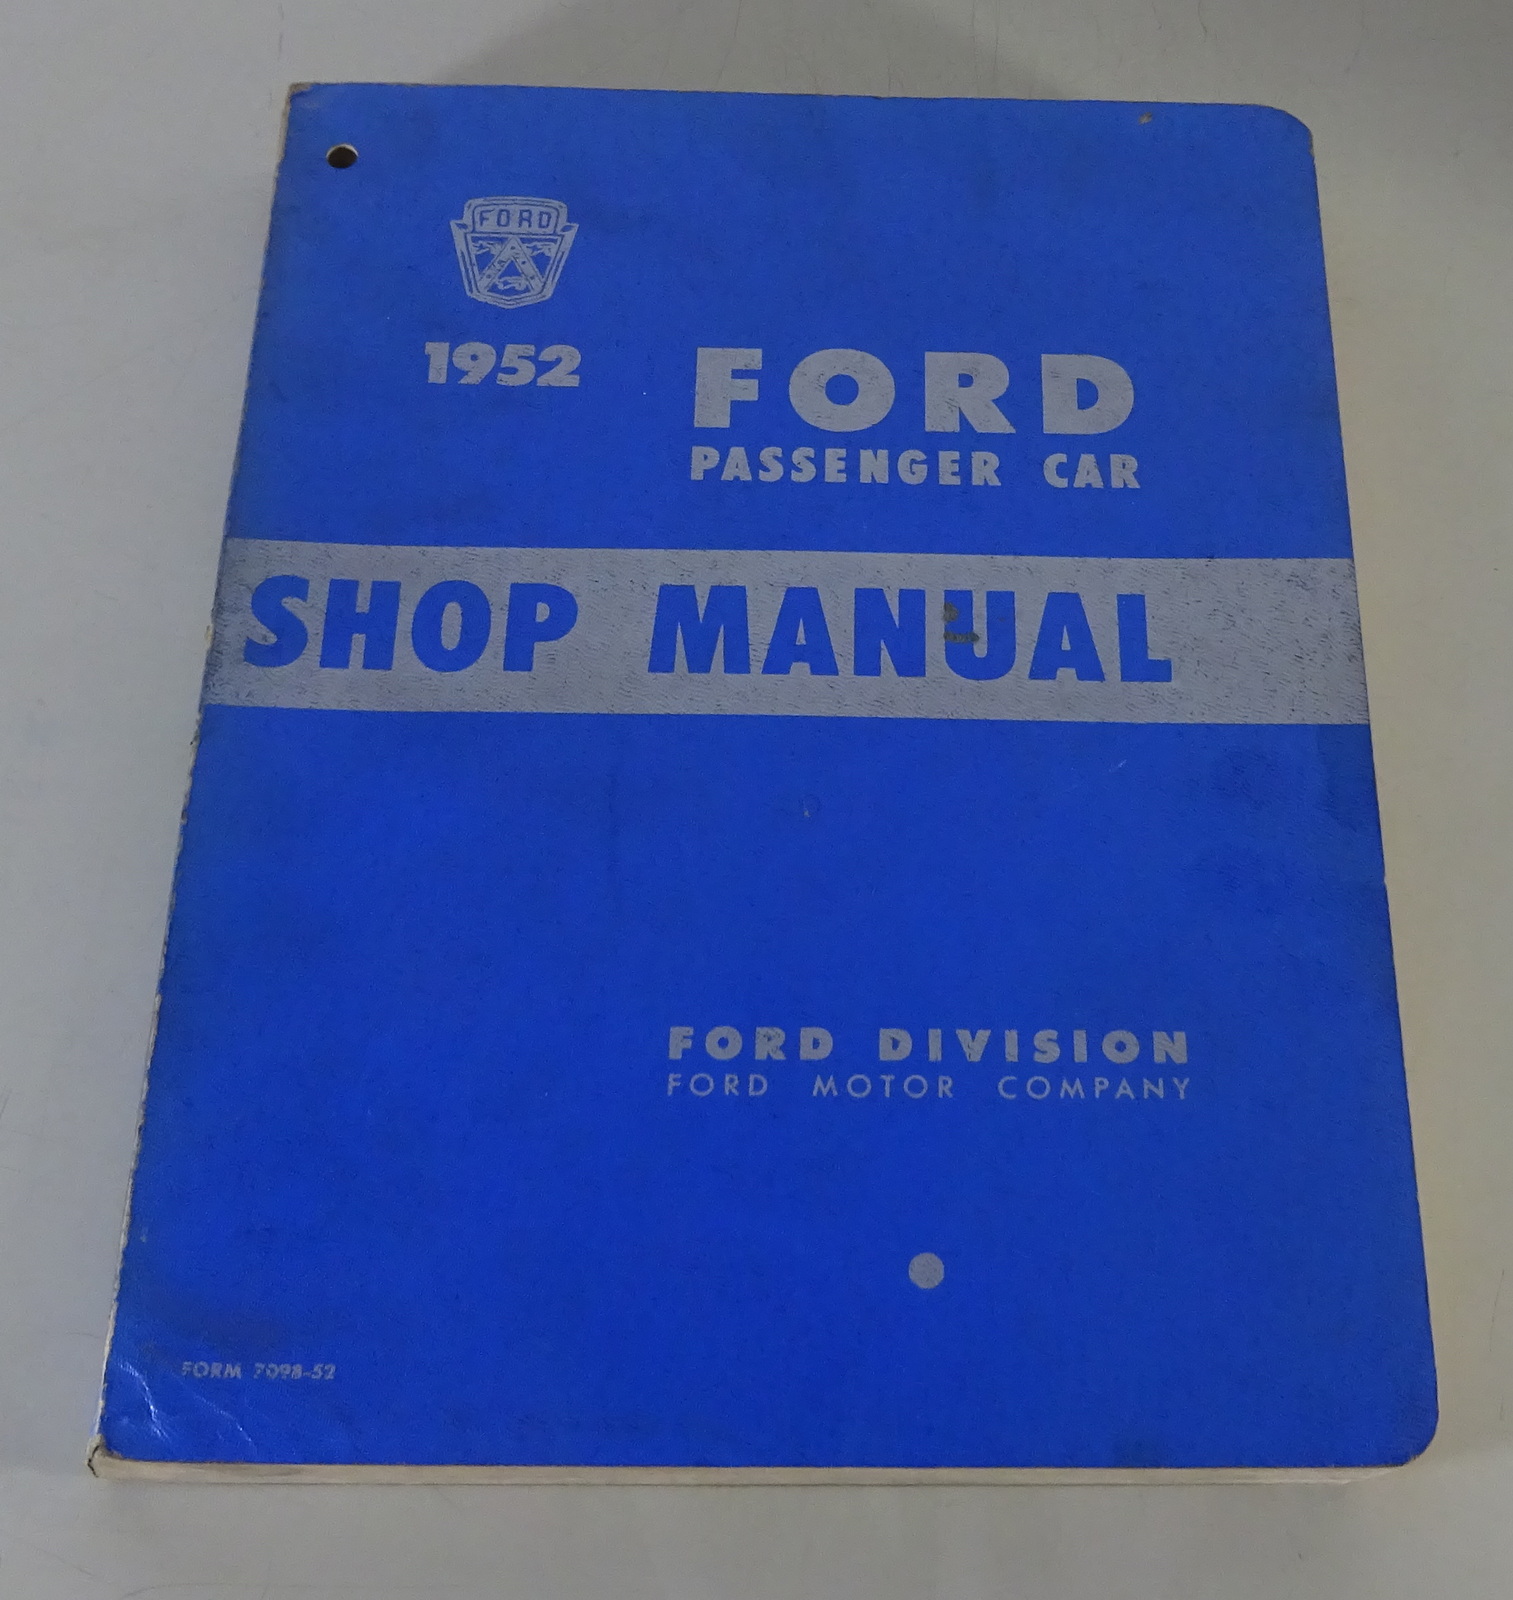 FORD
1952
FORD
PASSENGER CAR
SHOP MANUAL
FORD DIVISION
FORD MOTOR COMPANY
FORM 7098-52